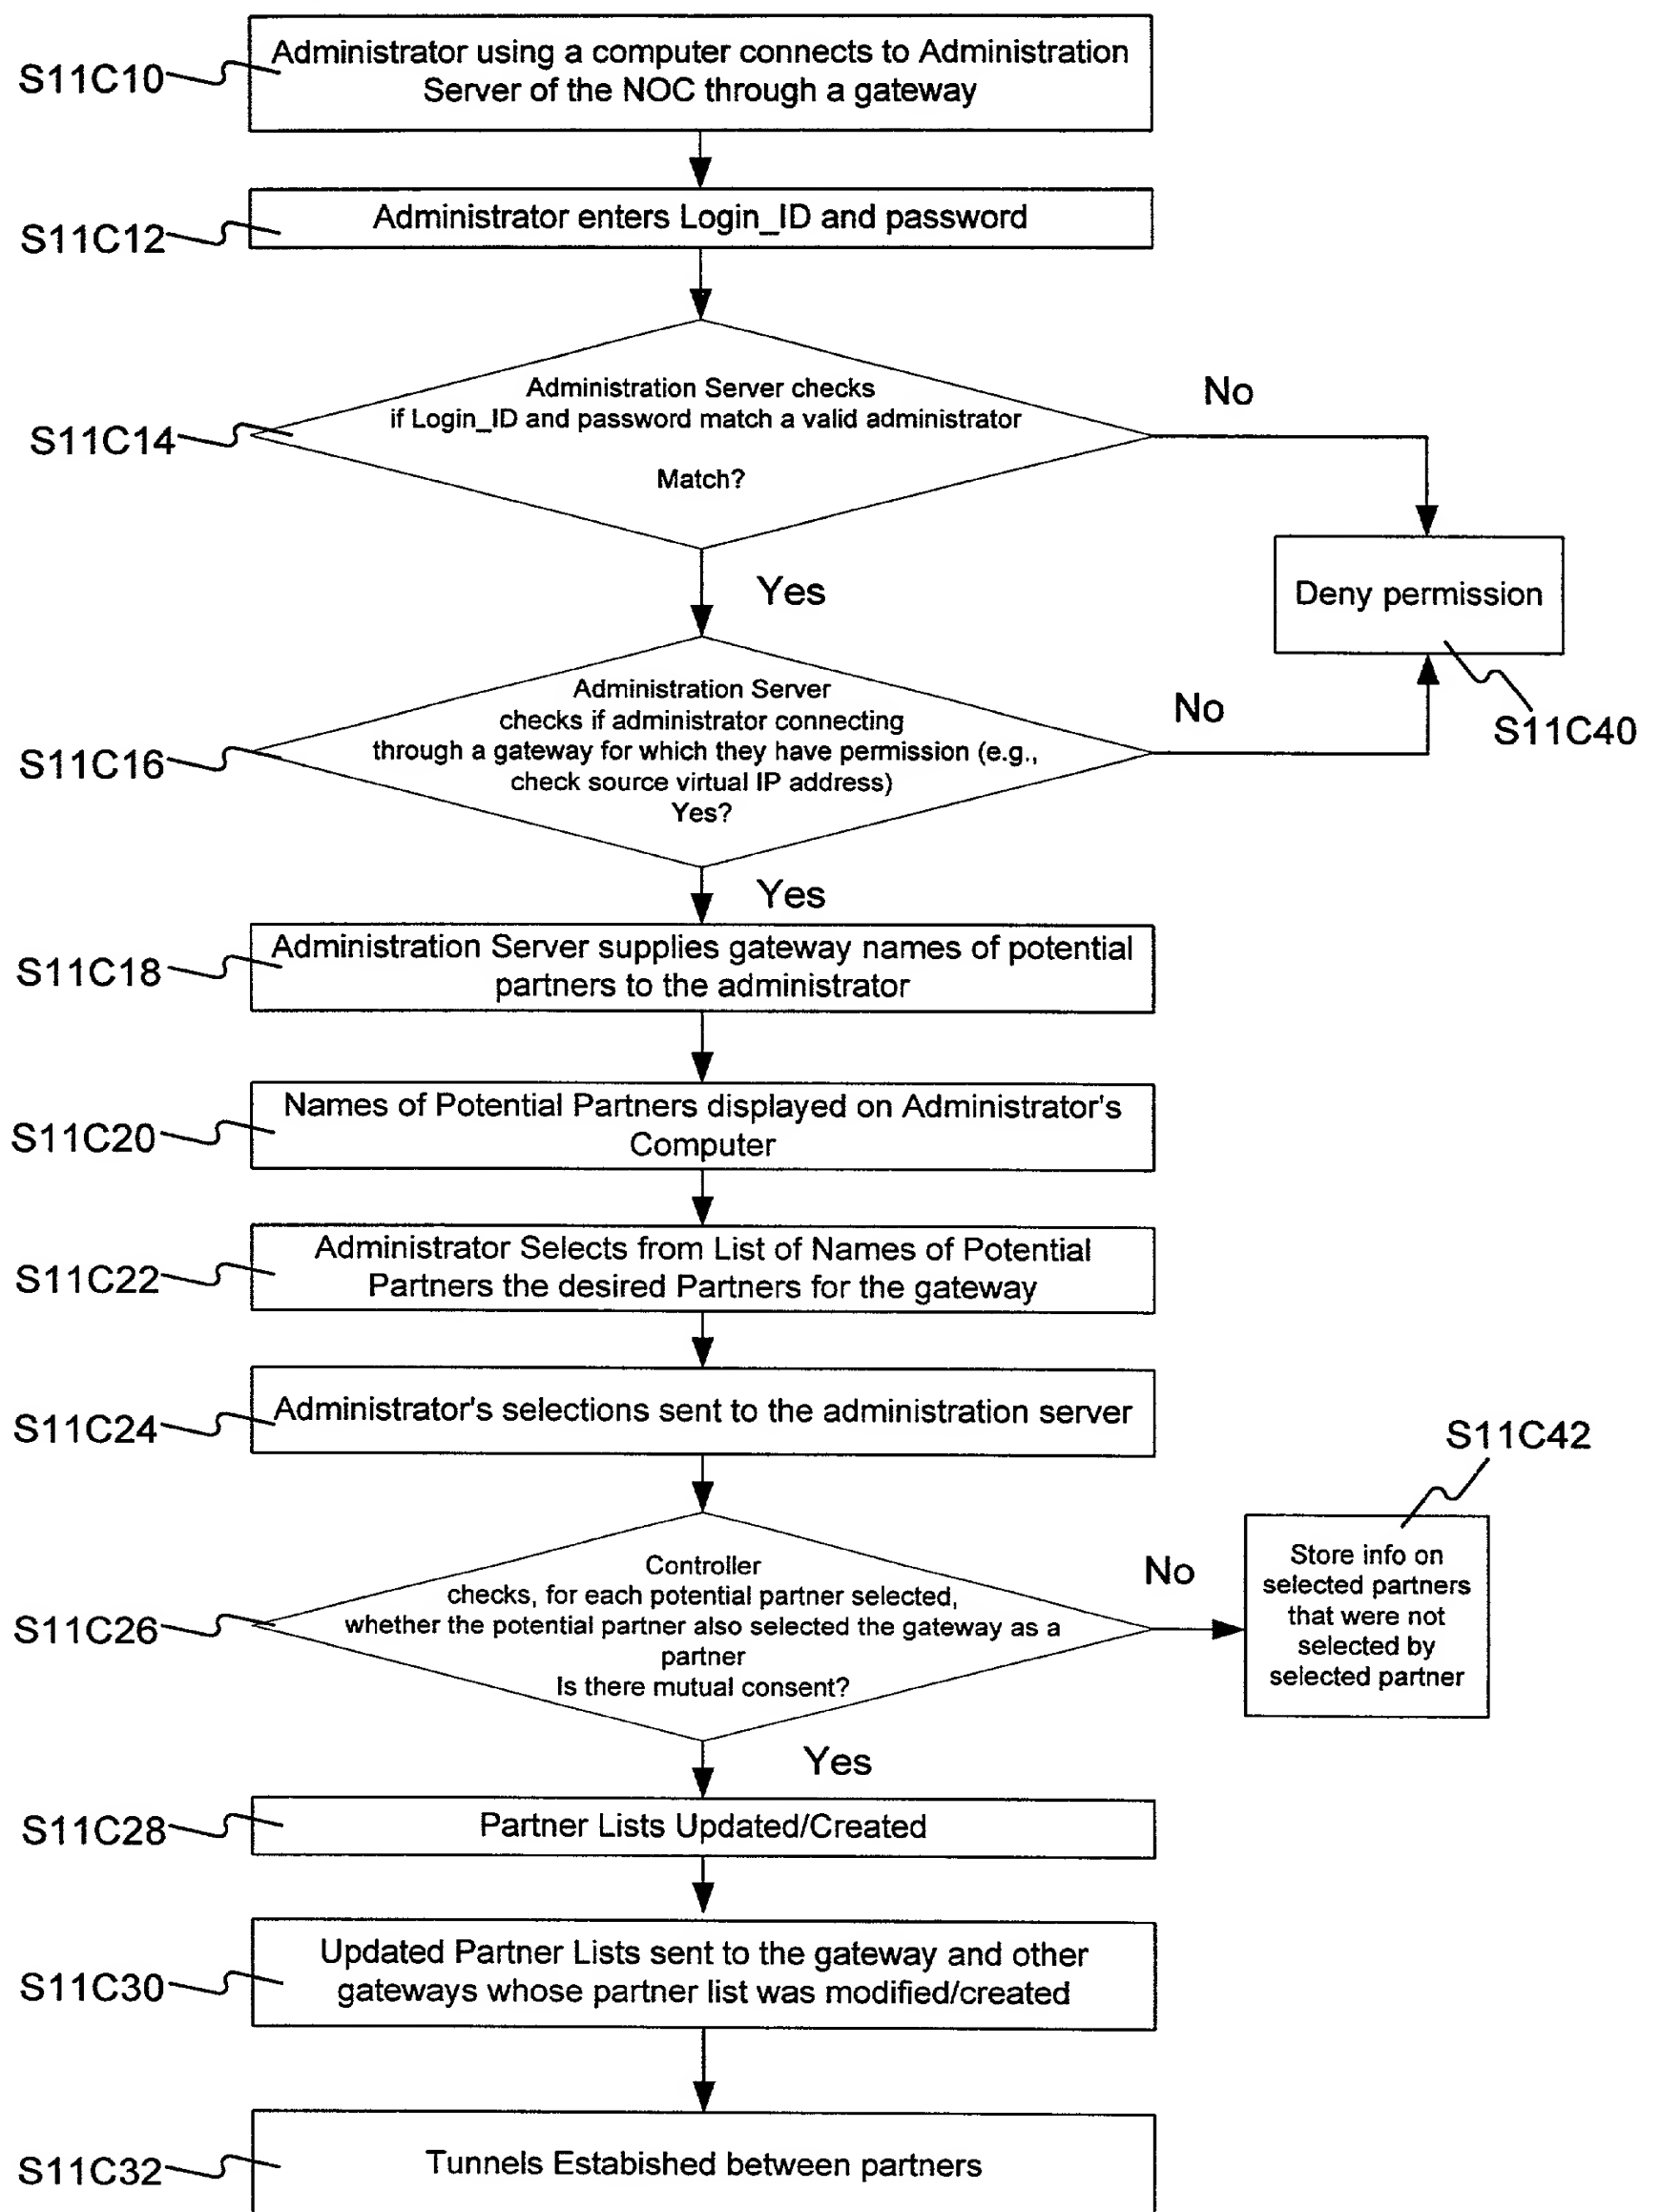 Administrator using a computer connects to Administration
Server of the NOC through a gateway
S11C10
Administrator enters Login_ID and password
S11C12
Administration Server checks
if Login_ID and password match a valid administrator
Match?
S11C14
No
Yes
Deny permission
S11C40
Administration Server
checks if administrator connecting
through a gateway for which they have permission (e.g.,
check source virtual IP address)
Yes?
S11C16
No
Yes
Administration Server supplies gateway names of potential
partners to the administrator
S11C18
Names of Potential Partners displayed on Administrator's
Computer
S11C20
Administrator Selects from List of Names of Potential
Partners the desired Partners for the gateway
S11C22
Administrator's selections sent to the administration server
S11C24
S11C42
Controller
checks, for each potential partner selected,
whether the potential partner also selected the gateway as a
partner
Is there mutual consent?
S11C26
No
Store info on
selected partners
that were not
selected by
selected partner
Yes
Partner Lists Updated/Created
S11C28
Updated Partner Lists sent to the gateway and other
gateways whose partner list was modified/created
S11C30
Tunnels Estabished between partners
S11C32